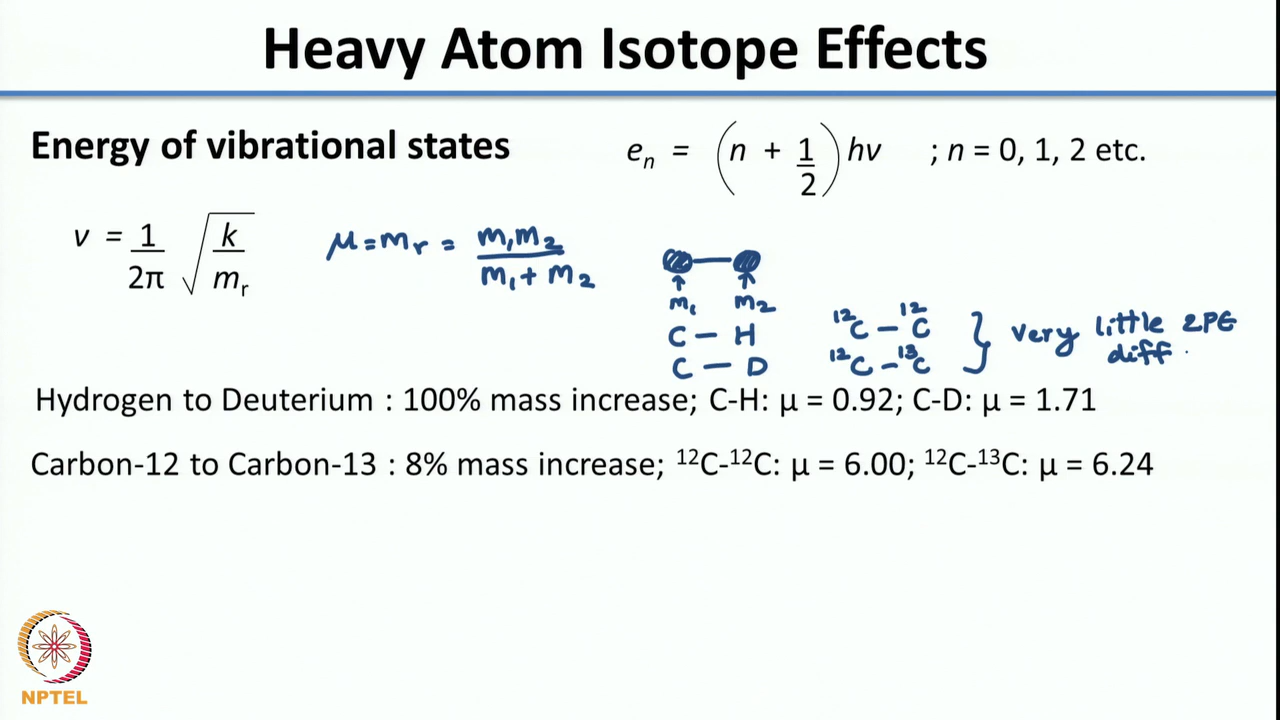 Heavy Atom Isotope Effects
Energy of vibrational states
eₙ = (n + 1/2) hν ; n = 0, 1, 2 etc.
ν = 1/2π √(k/mᵣ)
μ = mᵣ = m₁m₂/(m₁ + m₂)
m₁ m₂
C – H
C – D
¹²C – ¹²C
¹²C – ¹³C
very little ZPE
diff.
Hydrogen to Deuterium : 100% mass increase; C-H: μ = 0.92; C-D: μ = 1.71
Carbon-12 to Carbon-13 : 8% mass increase; ¹²C-¹²C: μ = 6.00; ¹²C-¹³C: μ = 6.24
NPTEL